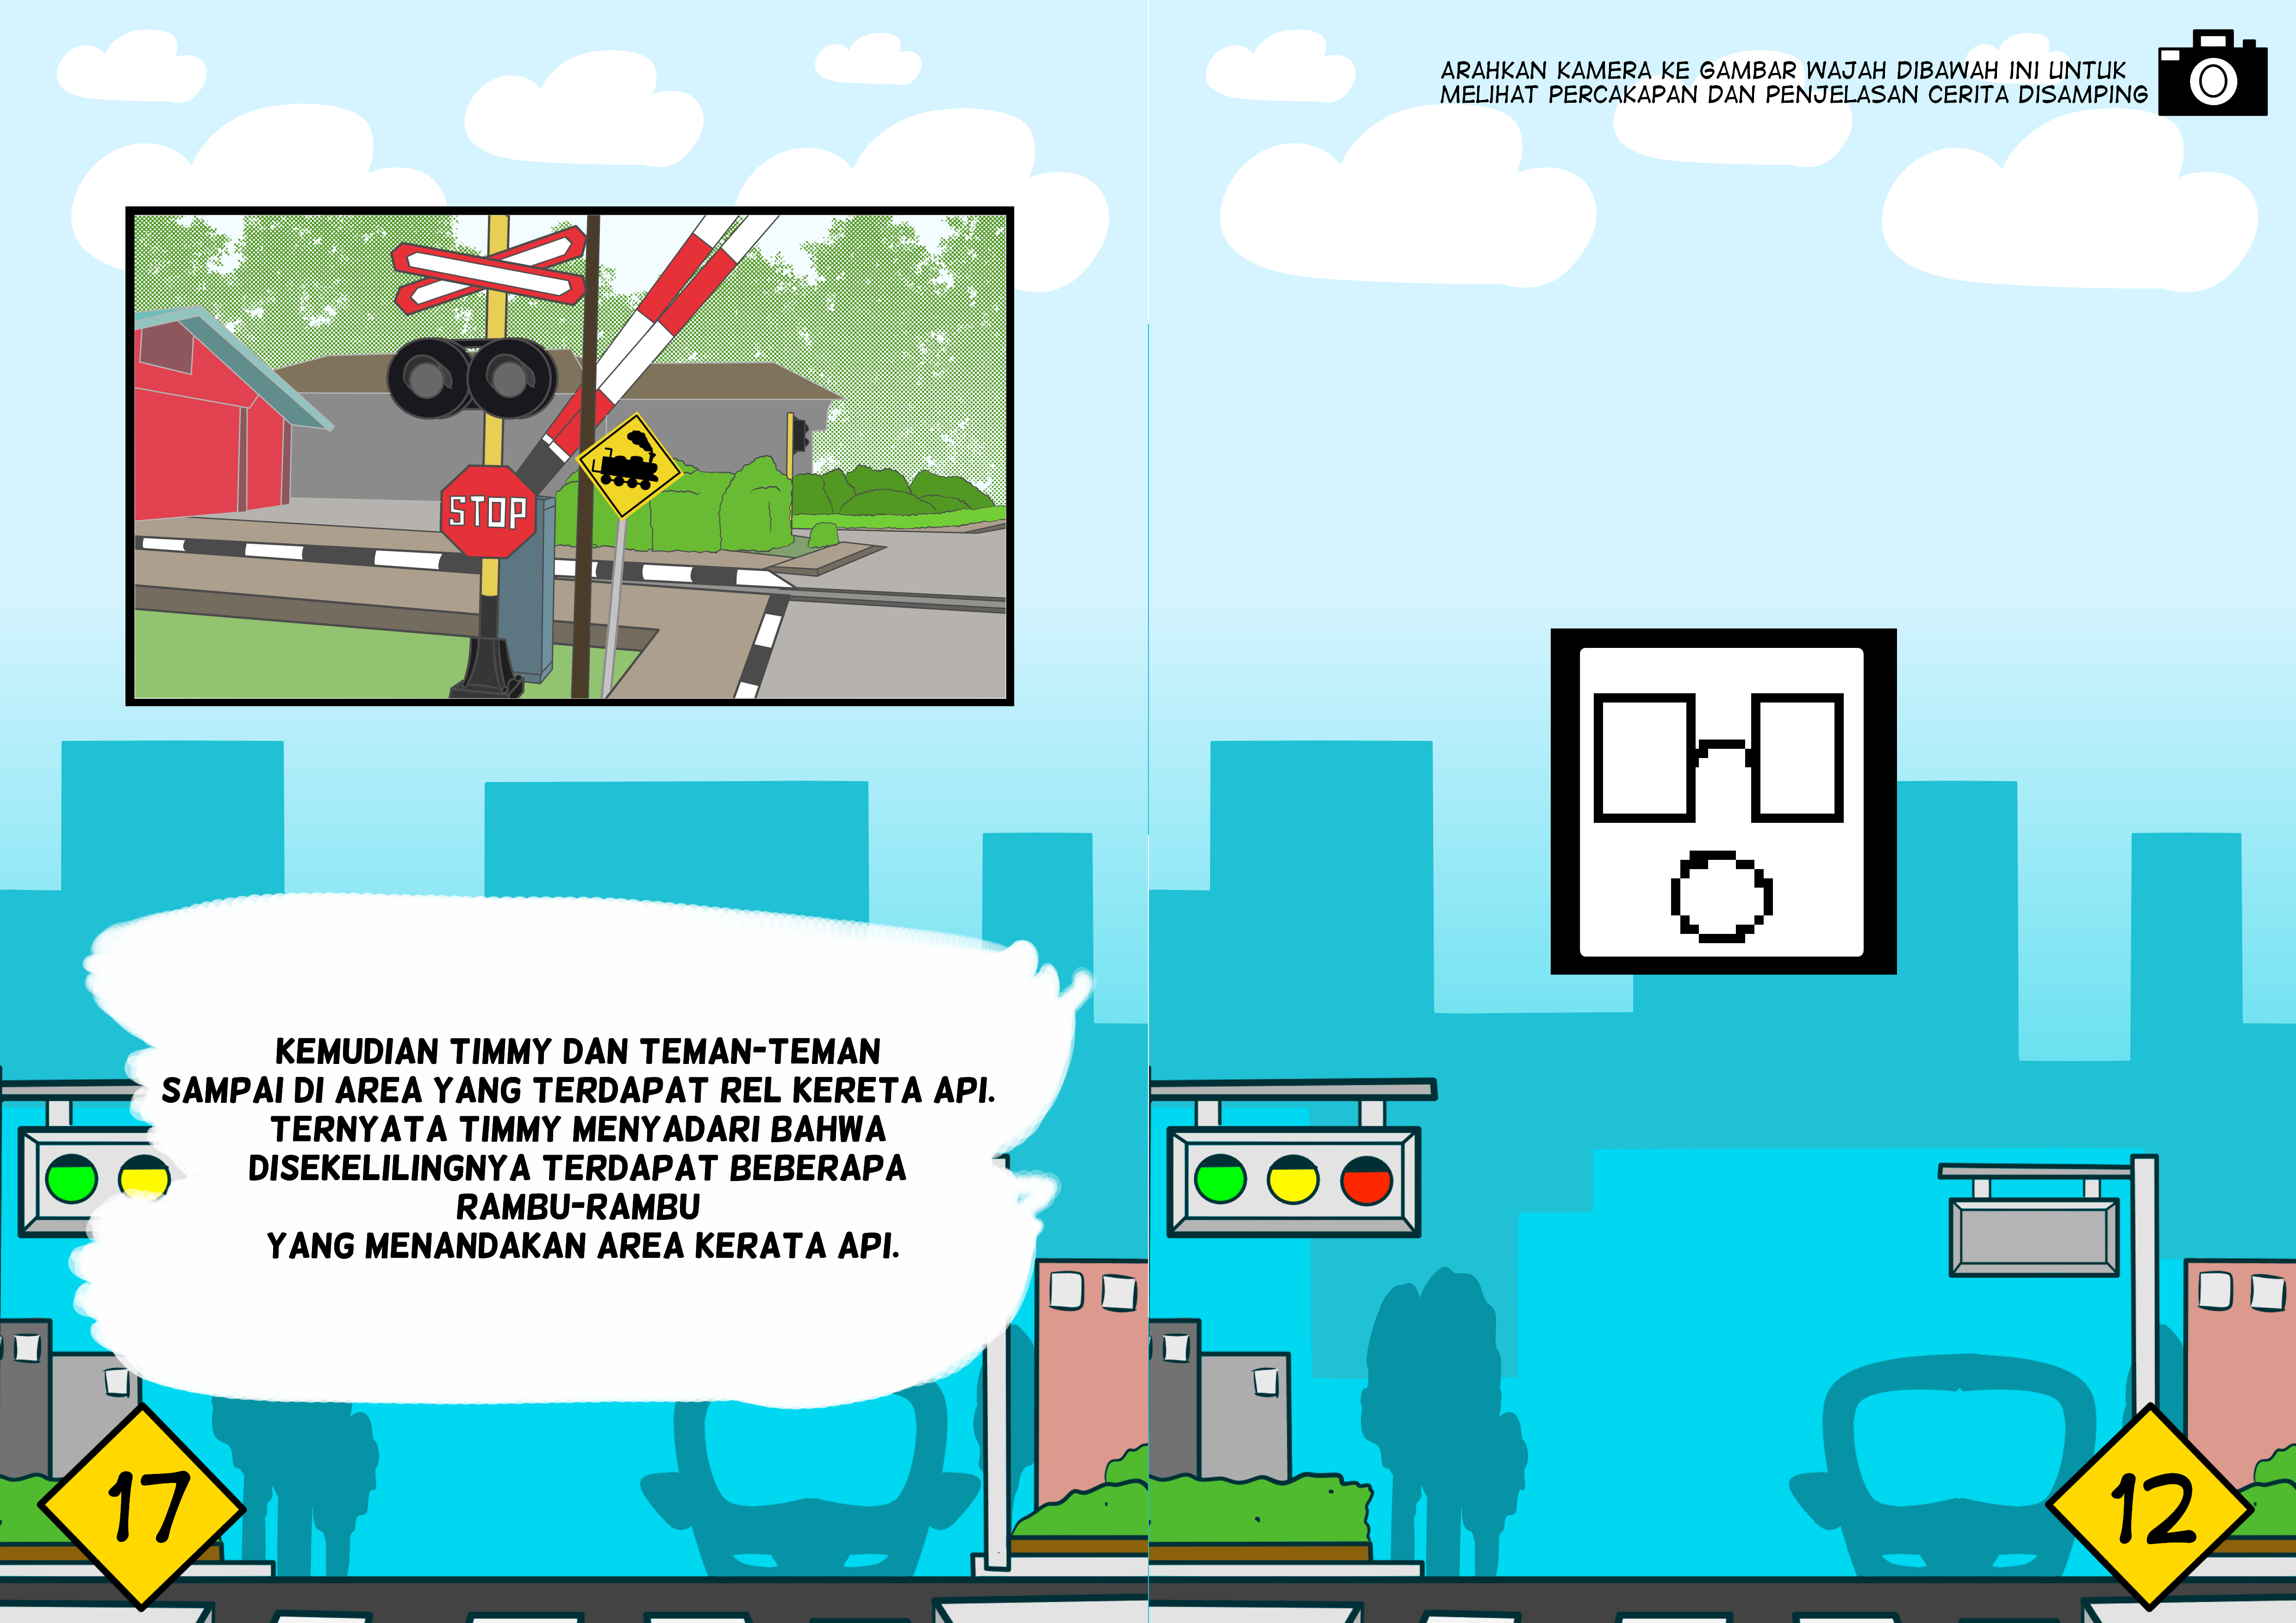 STOP
KEMUDIAN TIMMY DAN TEMAN-TEMAN
SAMPAI DI AREA YANG TERDAPAT REL KERETA API.
TERNYATA TIMMY MENYADARI BAHWA
DISEKELILINGNYA TERDAPAT BEBERAPA
RAMBU-RAMBU
YANG MENANDAKAN AREA KERATA API.
17
ARAHKAN KAMERA KE GAMBAR WAJAH DIBAWAH INI UNTUK
MELIHAT PERCAKAPAN DAN PENJELASAN CERITA DISAMPING
12